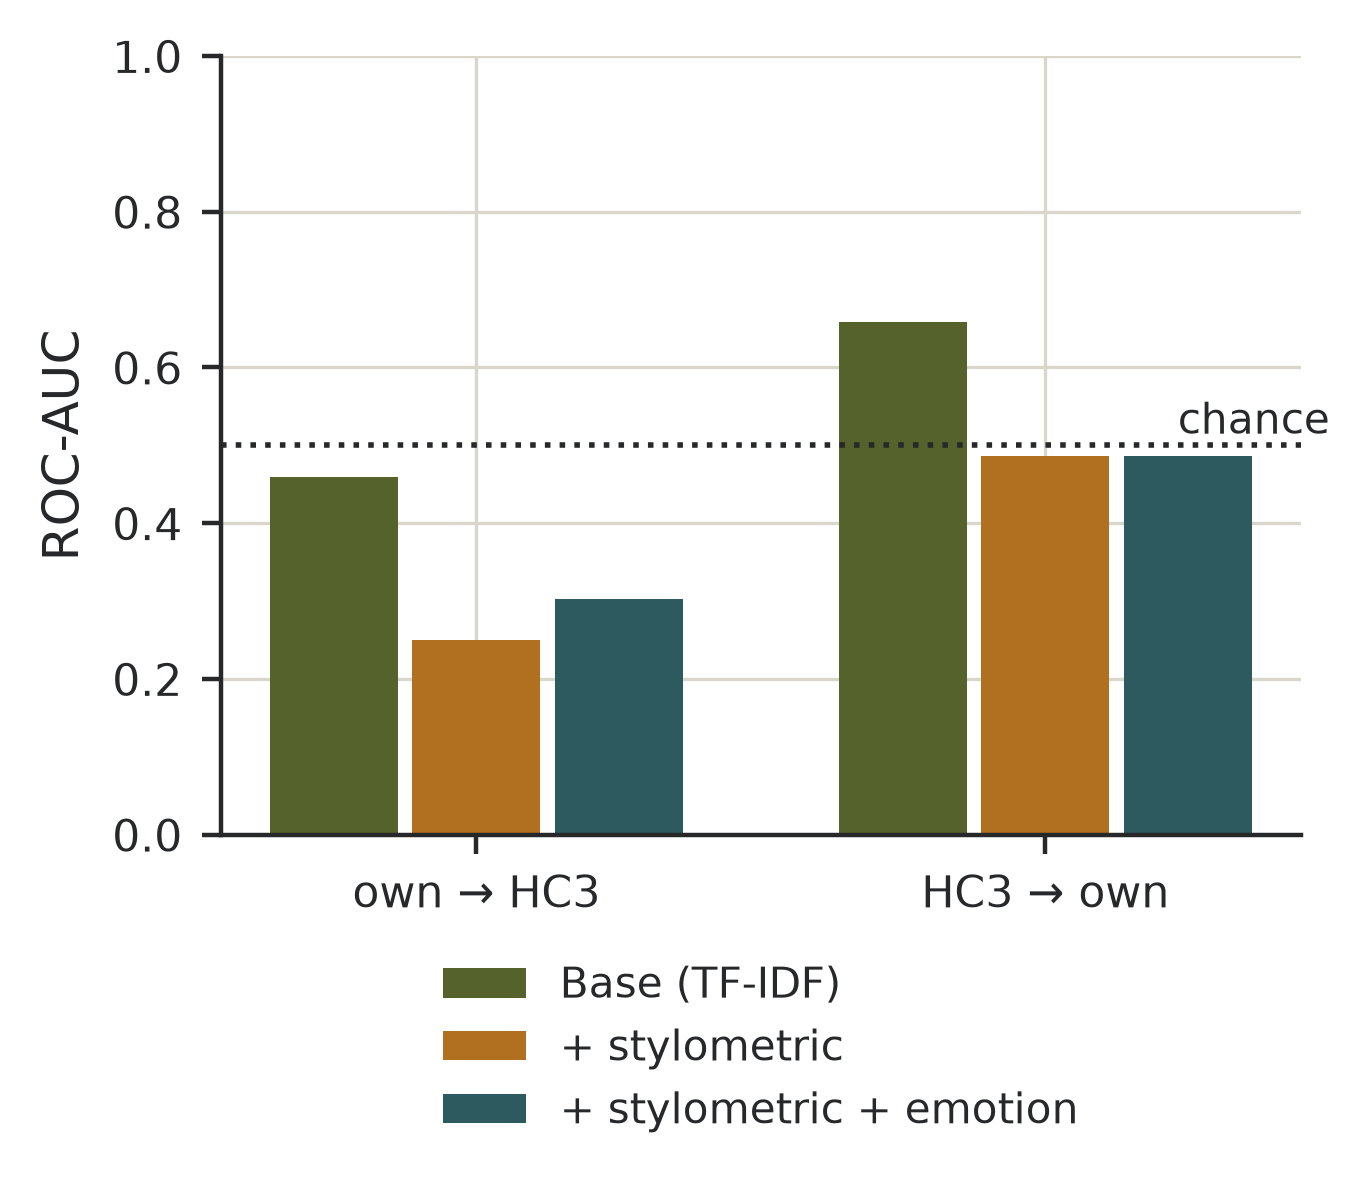 ROC-AUC
1.0
0.8
0.6
0.4
0.2
0.0
chance
own → HC3
HC3 → own
Base (TF-IDF)
+ stylometric
+ stylometric + emotion